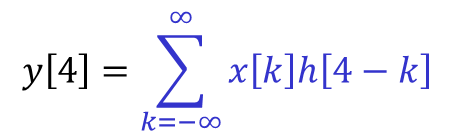 y[4] = ∑_{k=−∞}^{∞} x[k]h[4 − k]